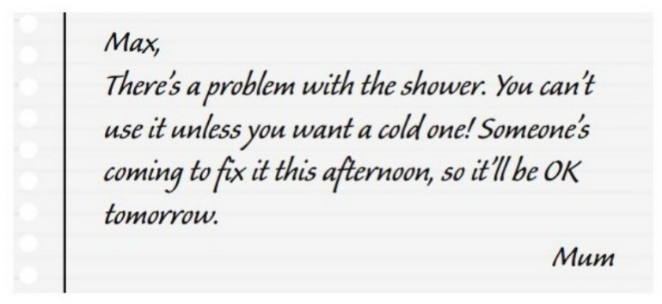 Max,
There's a problem with the shower. You can't
use it unless you want a cold one! Someone's
coming to fix it this afternoon, so it'll be OK
tomorrow.
Mum